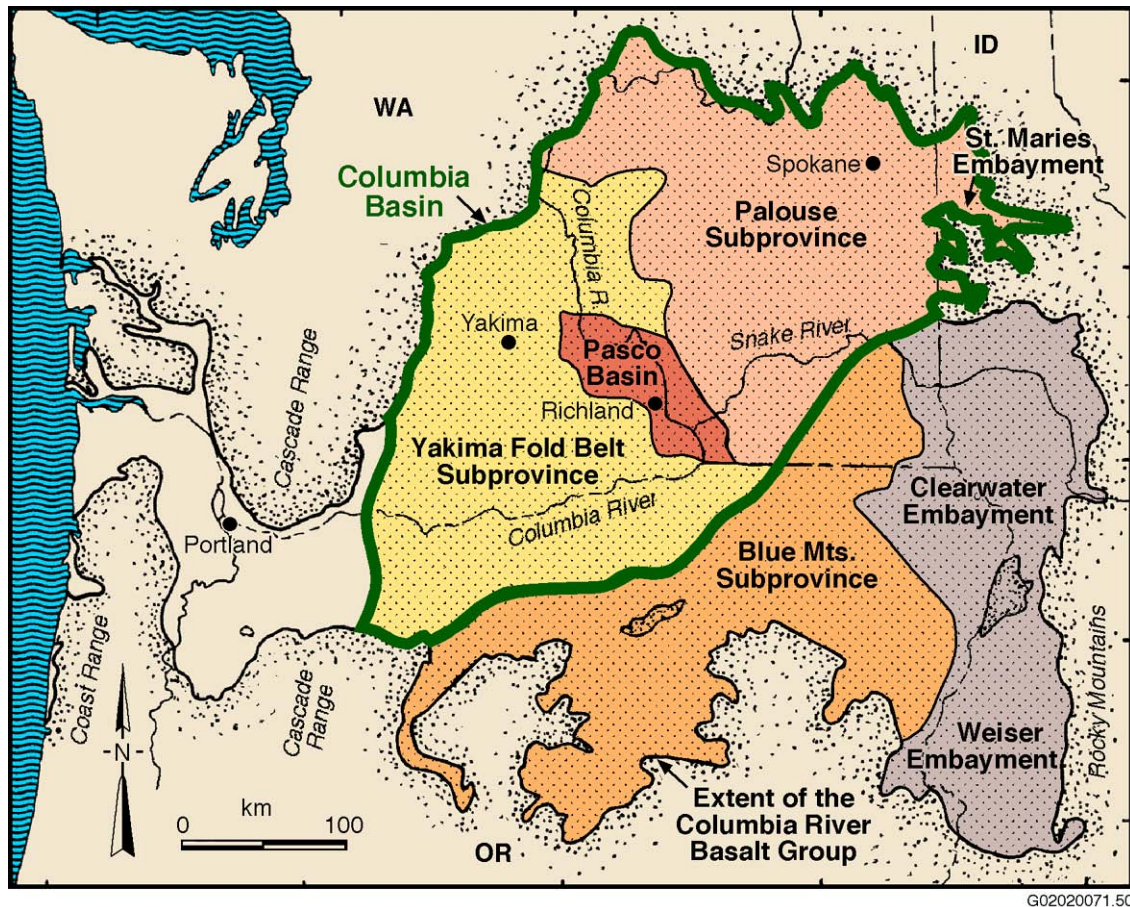 WA
ID
Columbia
Basin
St. Maries
Embayment
Spokane
Palouse
Subprovince
Columbia R.
Yakima
Snake River
Pasco
Basin
Richland
Cascade Range
Yakima Fold Belt
Subprovince
Columbia River
Clearwater
Embayment
Portland
Blue Mts.
Subprovince
Coast Range
Cascade
Range
Rocky Mountains
N
Weiser
Embayment
km
0 100
Extent of the
Columbia River
Basalt Group
OR
G02020071.50